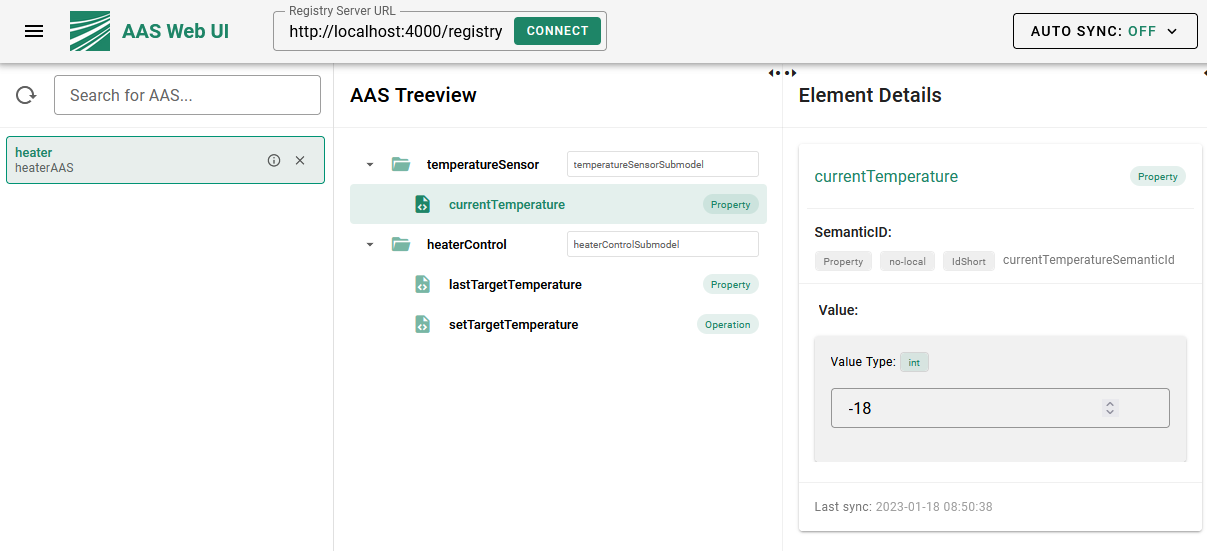 Registry Server URL
AAS Web UI
http://localhost:4000/registry
CONNECT
AUTO SYNC: OFF
Search for AAS...
heater
heaterAAS
AAS Treeview
temperatureSensor
temperatureSensorSubmodel
currentTemperature
Property
heaterControl
heaterControlSubmodel
lastTargetTemperature
Property
setTargetTemperature
Operation
Element Details
currentTemperature
Property
SemanticID:
Property
no-local
IdShort
currentTemperatureSemanticId
Value:
Value Type: int
-18
Last sync: 2023-01-18 08:50:38